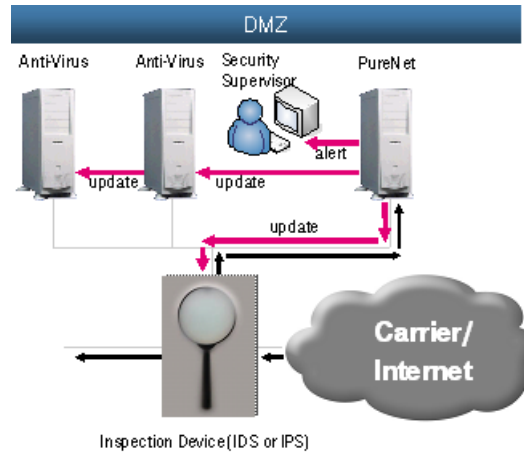 DMZ
Anti-Virus
Anti-Virus
Security
Supervisor
PureNet
alert
update
update
update
Carrier/
Internet
Inspection Device(IDS or IPS)